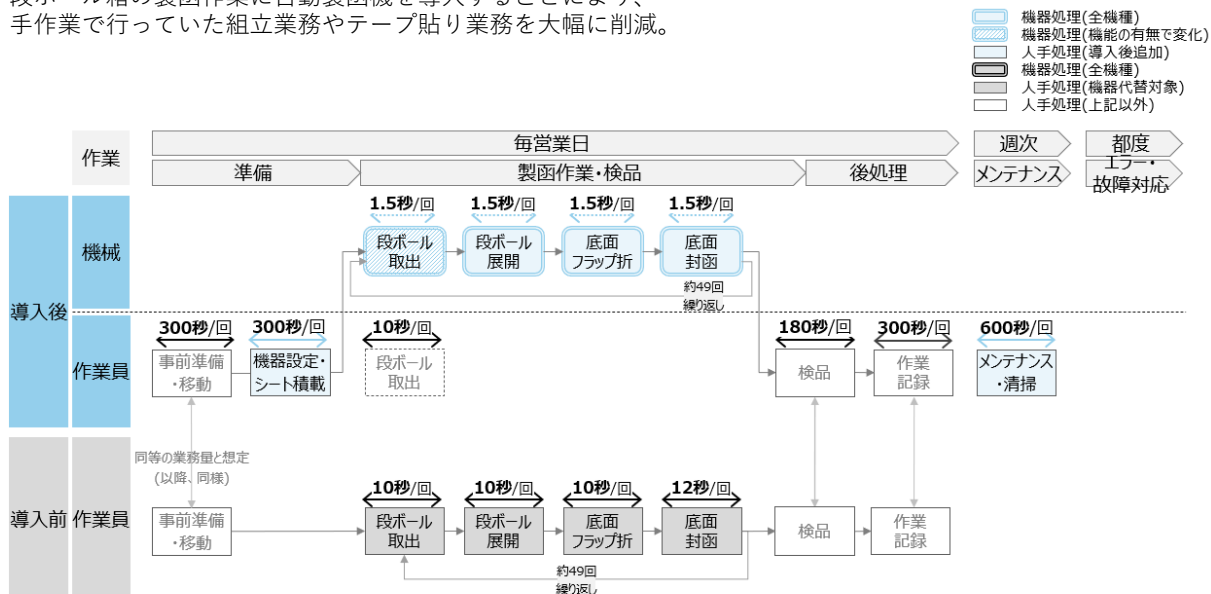 段ボール箱の製函作業に自動製函機を導入することにより、
手作業で行っていた組立業務やテープ貼り業務を大幅に削減。
機器処理(全機種)
機器処理(機能の有無で変化)
人手処理(導入後追加)
機器処理(全機種)
人手処理(機器代替対象)
人手処理(上記以外)
作業
毎営業日
週次
都度
準備
製函作業・検品
後処理
メンテナンス
エラー・
故障対応
導入後
機械
1.5秒/回
1.5秒/回
1.5秒/回
1.5秒/回
段ボール
取出
段ボール
展開
底面
フラップ折
底面
封函
約49回
繰り返し
作業員
300秒/回
300秒/回
10秒/回
180秒/回
300秒/回
600秒/回
事前準備
・移動
機器設定・
シート積載
段ボール
取出
検品
作業
記録
メンテナンス
・清掃
同等の業務量と想定
(以降、同様)
導入前
作業員
10秒/回
10秒/回
10秒/回
12秒/回
事前準備
・移動
段ボール
取出
段ボール
展開
底面
フラップ折
底面
封函
検品
作業
記録
約49回
繰り返し